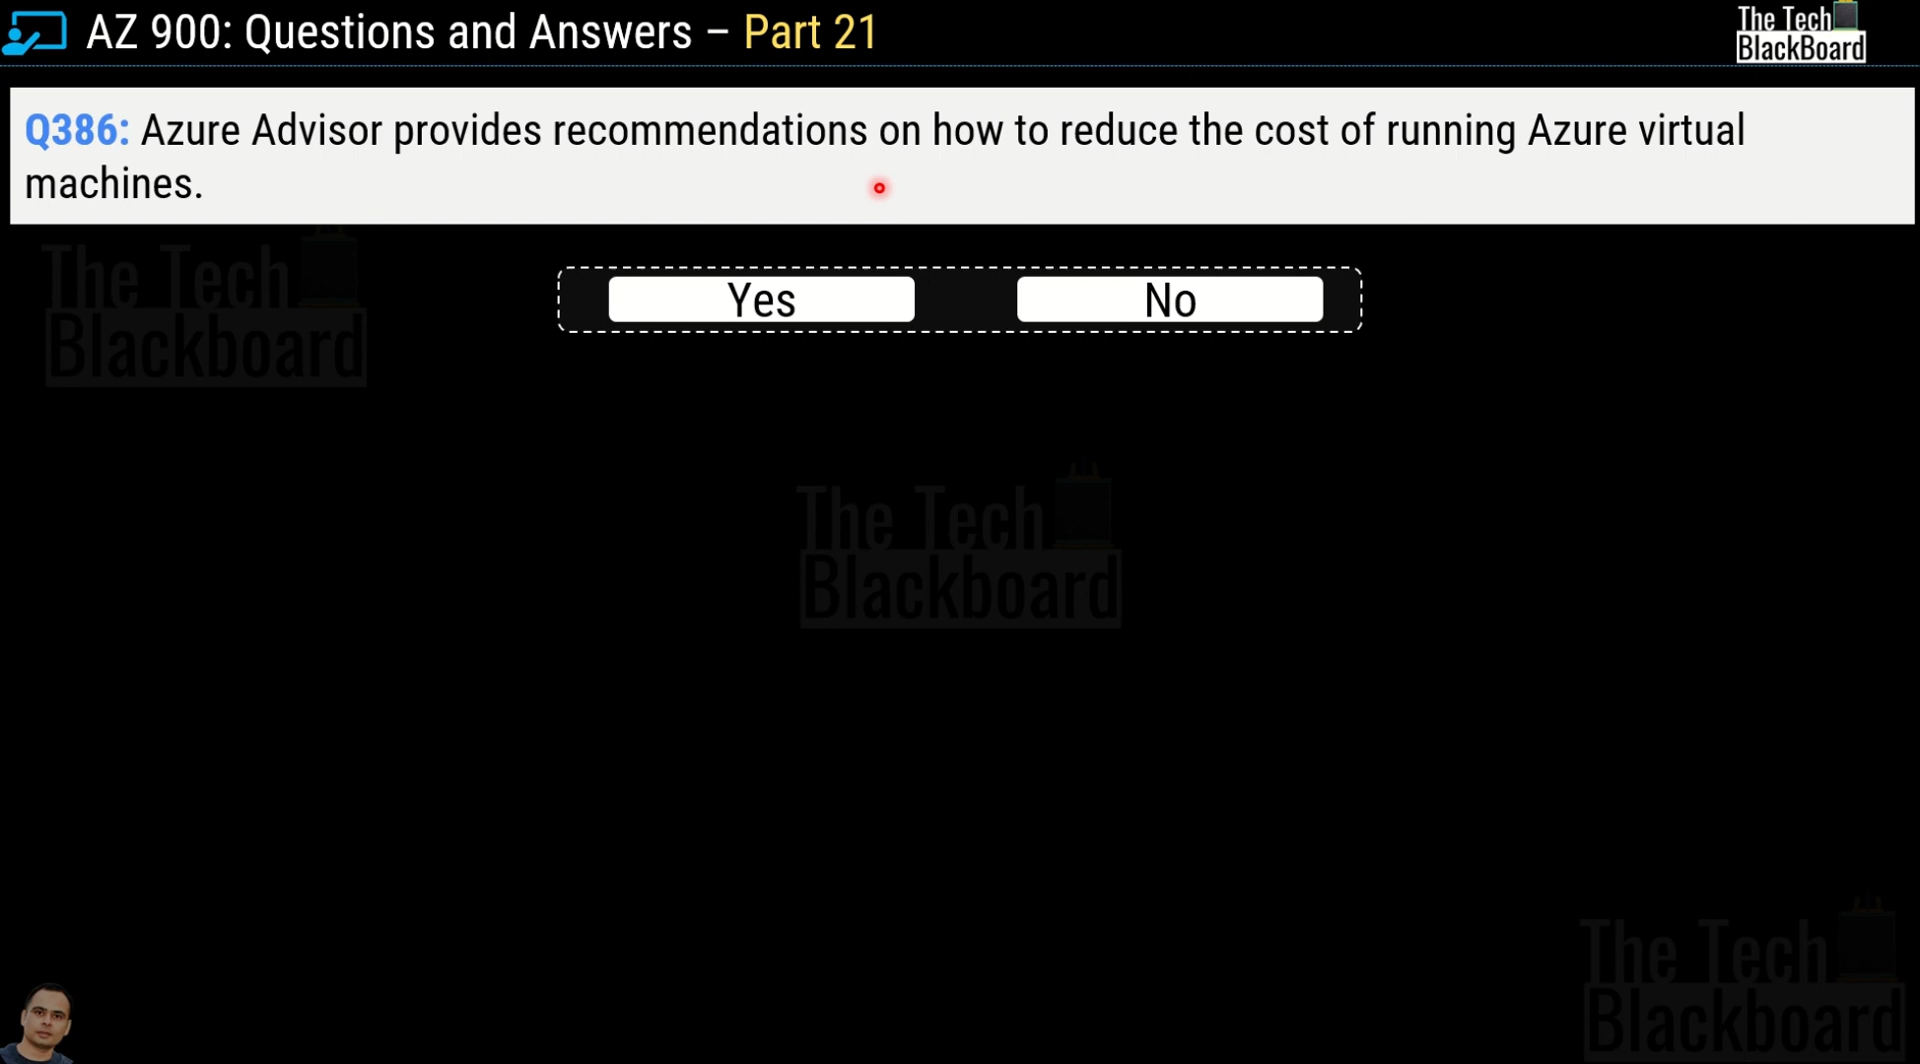 AZ 900: Questions and Answers – Part 21
The Tech
BlackBoard
Q386: Azure Advisor provides recommendations on how to reduce the cost of running Azure virtual
machines.
The Tech
Blackboard
Yes
No
The Tech
Blackboard
The Tech
Blackboard